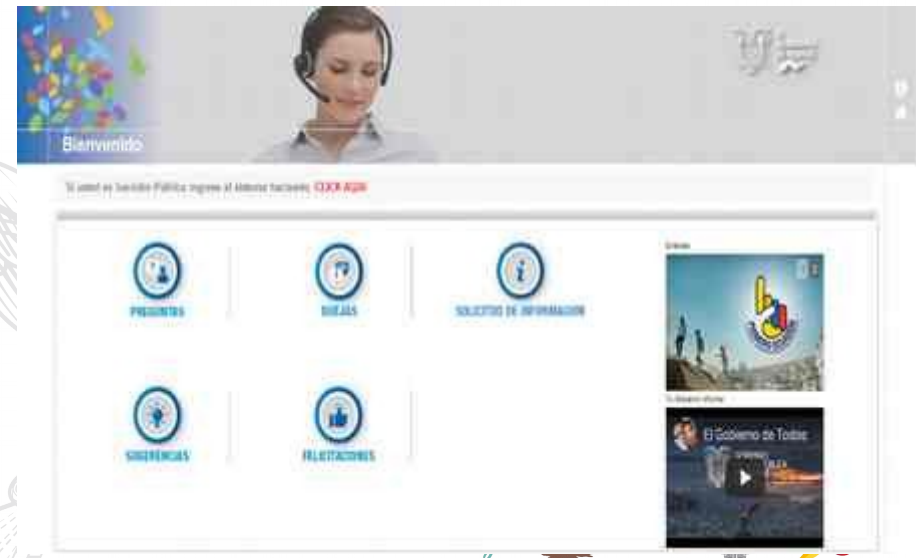 Bienvenido
Si usted es Servidor Público ingrese al sistema haciendo CLICK AQUI
PREGUNTAS
QUEJAS
SOLICITUD DE INFORMACION
SUGERENCIAS
FELICITACIONES
El Gobierno de Todos